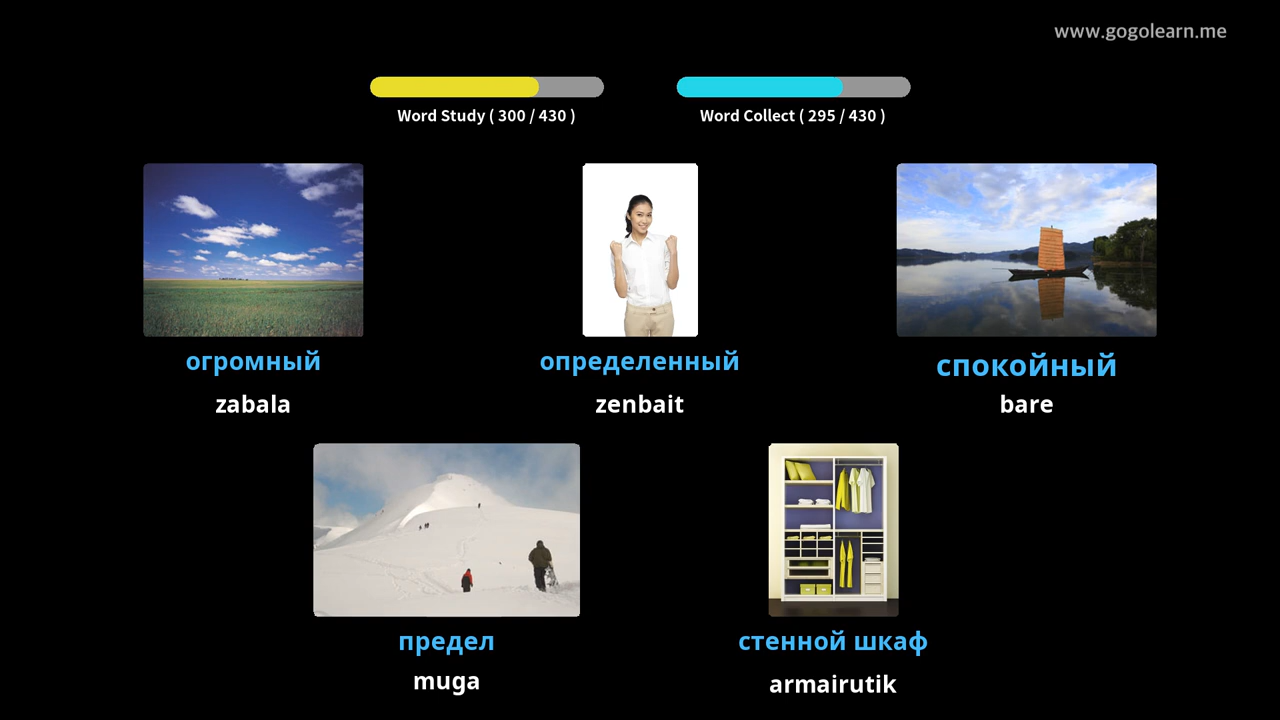 www.gogolearn.me
Word Study ( 300 / 430 )
Word Collect ( 295 / 430 )
огромный
zabala
определенный
zenbait
спокойный
bare
предел
muga
стенной шкаф
armairutik